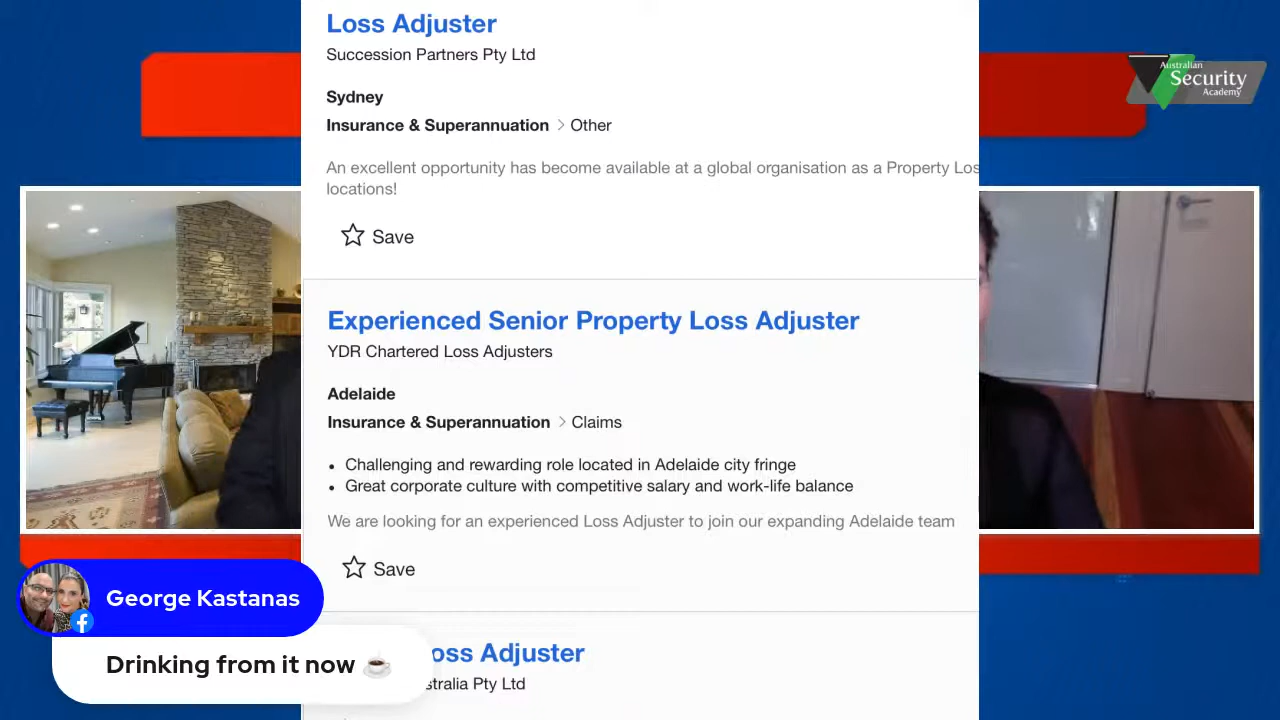 Loss Adjuster
Succession Partners Pty Ltd
Sydney
Insurance & Superannuation > Other
An excellent opportunity has become available at a global organisation as a Property Los
locations!
Save
Experienced Senior Property Loss Adjuster
YDR Chartered Loss Adjusters
Adelaide
Insurance & Superannuation > Claims
• Challenging and rewarding role located in Adelaide city fringe
• Great corporate culture with competitive salary and work-life balance
We are looking for an experienced Loss Adjuster to join our expanding Adelaide team
Save
oss Adjuster
stralia Pty Ltd
George Kastanas
Drinking from it now ☕
Australian
Security
Academy